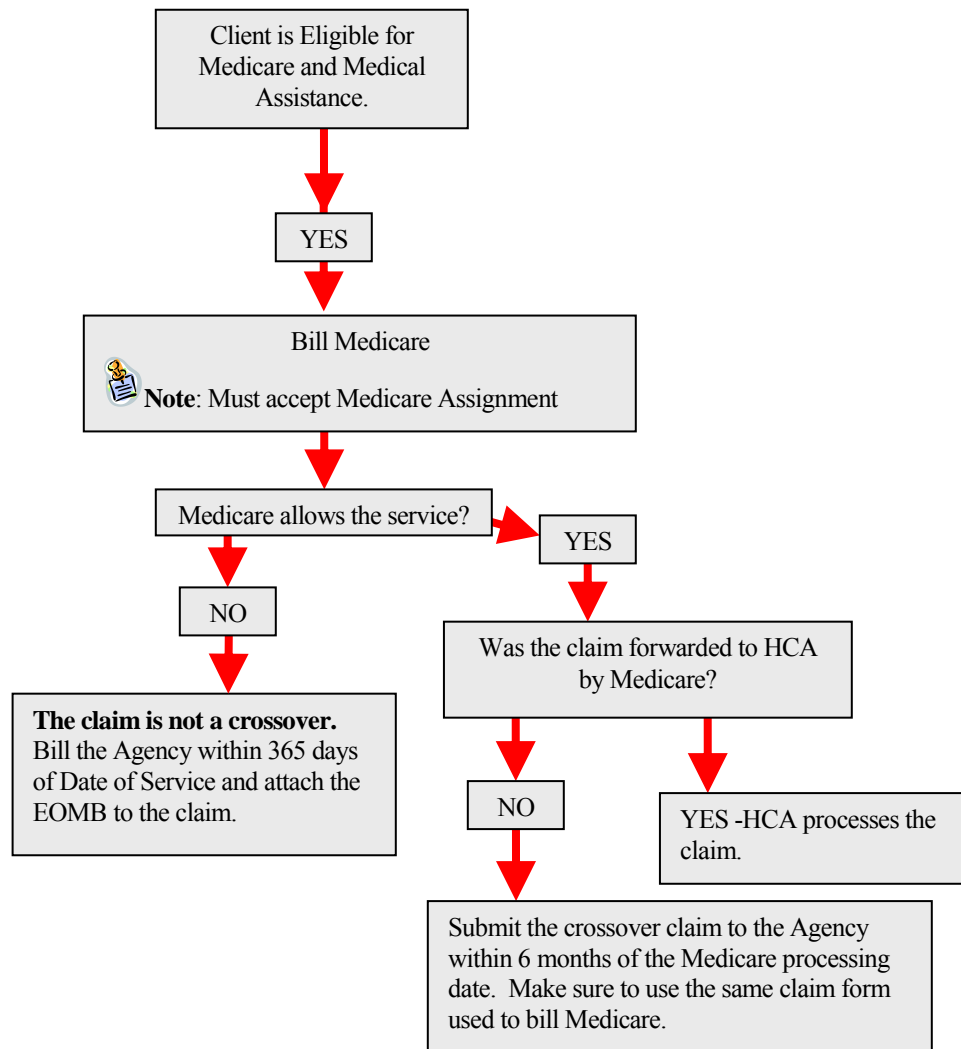 Client is Eligible for
Medicare and Medical
Assistance.
YES
Bill Medicare
Note: Must accept Medicare Assignment
Medicare allows the service?
YES
NO
Was the claim forwarded to HCA
by Medicare?
The claim is not a crossover.
Bill the Agency within 365 days
of Date of Service and attach the
EOMB to the claim.
NO
YES -HCA processes the
claim.
Submit the crossover claim to the Agency
within 6 months of the Medicare processing
date.  Make sure to use the same claim form
used to bill Medicare.